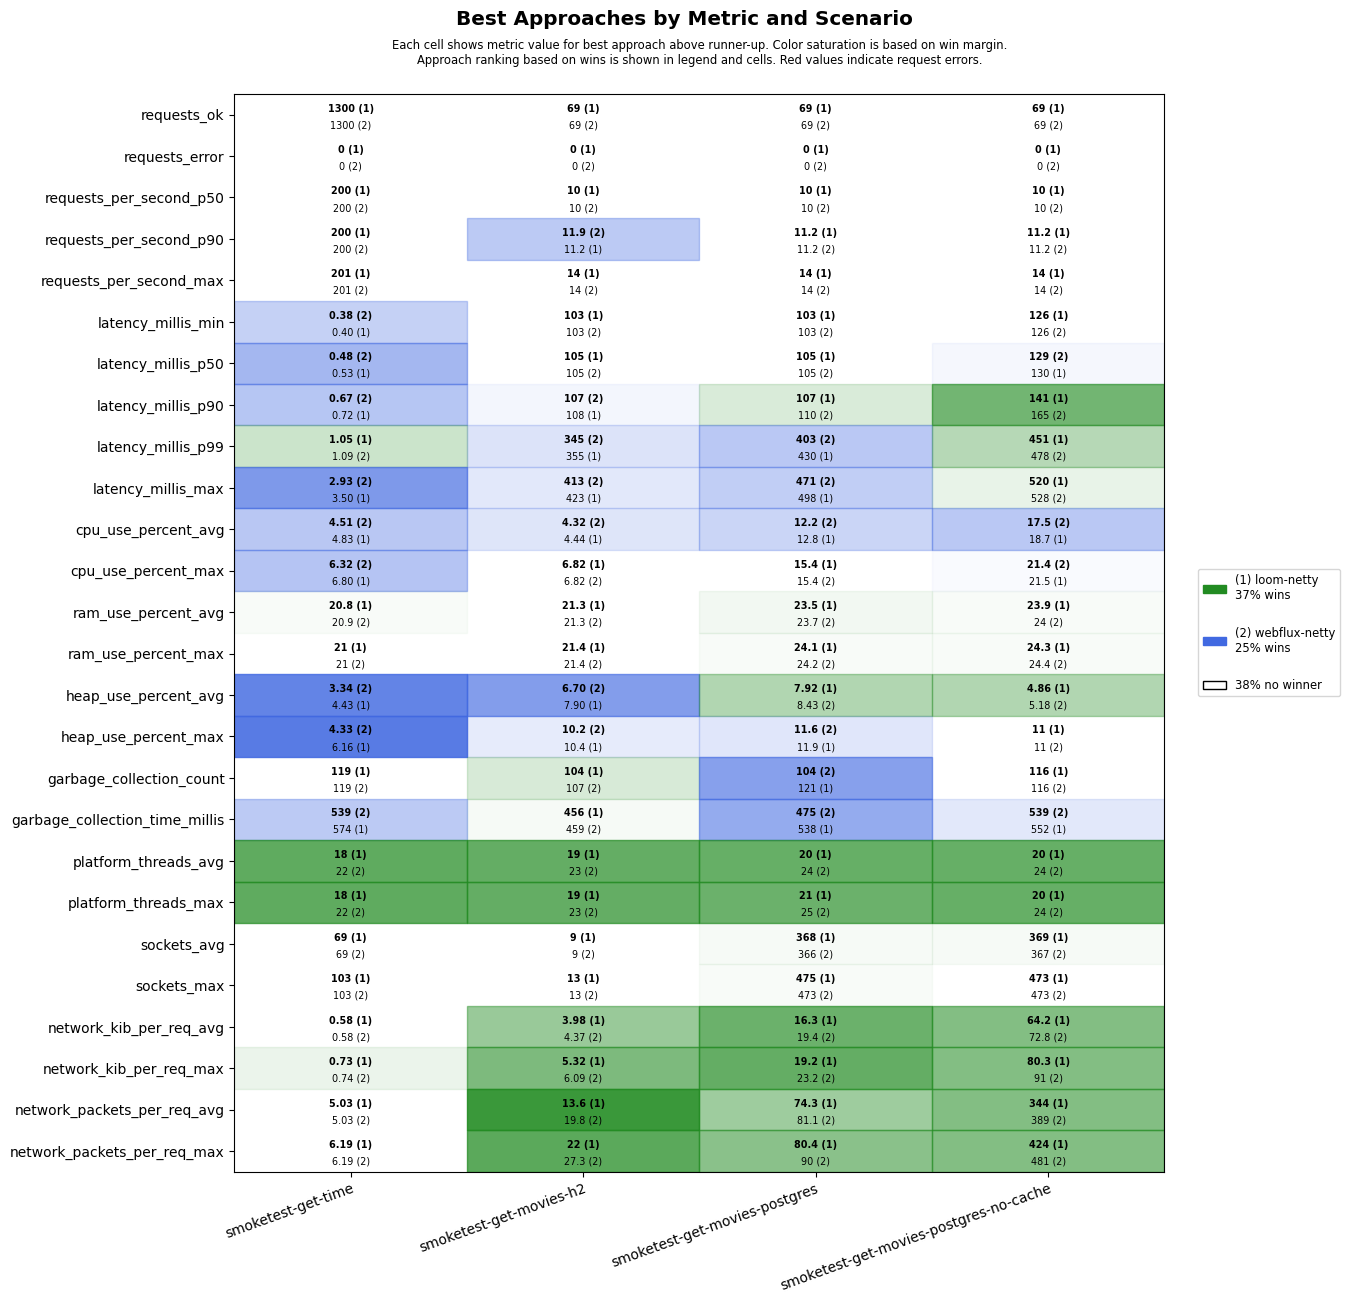 Best Approaches by Metric and Scenario
Each cell shows metric value for best approach above runner-up. Color saturation is based on win margin.
Approach ranking based on wins is shown in legend and cells. Red values indicate request errors.
requests_ok
1300 (1) 69 (1) 69 (1) 69 (1)
1300 (2) 69 (2) 69 (2) 69 (2)
requests_error
0 (1) 0 (1) 0 (1) 0 (1)
0 (2) 0 (2) 0 (2) 0 (2)
requests_per_second_p50
200 (1) 10 (1) 10 (1) 10 (1)
200 (2) 10 (2) 10 (2) 10 (2)
requests_per_second_p90
200 (1) 11.9 (2) 11.2 (1) 11.2 (1)
200 (2) 11.2 (1) 11.2 (2) 11.2 (2)
requests_per_second_max
201 (1) 14 (1) 14 (1) 14 (1)
201 (2) 14 (2) 14 (2) 14 (2)
latency_millis_min
0.38 (2) 103 (1) 103 (1) 126 (1)
0.40 (1) 103 (2) 103 (2) 126 (2)
latency_millis_p50
0.48 (2) 105 (1) 105 (1) 129 (2)
0.53 (1) 105 (2) 105 (2) 130 (1)
latency_millis_p90
0.67 (2) 107 (2) 107 (1) 141 (1)
0.72 (1) 108 (1) 110 (2) 165 (2)
latency_millis_p99
1.05 (1) 345 (2) 403 (2) 451 (1)
1.09 (2) 355 (1) 430 (1) 478 (2)
latency_millis_max
2.93 (2) 413 (2) 471 (2) 520 (1)
3.50 (1) 423 (1) 498 (1) 528 (2)
cpu_use_percent_avg
4.51 (2) 4.32 (2) 12.2 (2) 17.5 (2)
4.83 (1) 4.44 (1) 12.8 (1) 18.7 (1)
cpu_use_percent_max
6.32 (2) 6.82 (1) 15.4 (1) 21.4 (2)
6.80 (1) 6.82 (2) 15.4 (2) 21.5 (1)
ram_use_percent_avg
20.8 (1) 21.3 (1) 23.5 (1) 23.9 (1)
20.9 (2) 21.3 (2) 23.7 (2) 24 (2)
ram_use_percent_max
21 (1) 21.4 (1) 24.1 (1) 24.3 (1)
21 (2) 21.4 (2) 24.2 (2) 24.4 (2)
heap_use_percent_avg
3.34 (2) 6.70 (2) 7.92 (1) 4.86 (1)
4.43 (1) 7.90 (1) 8.43 (2) 5.18 (2)
heap_use_percent_max
4.33 (2) 10.2 (2) 11.6 (2) 11 (1)
6.16 (1) 10.4 (1) 11.9 (1) 11 (2)
garbage_collection_count
119 (1) 104 (1) 104 (2) 116 (1)
119 (2) 107 (2) 121 (1) 116 (2)
garbage_collection_time_millis
539 (2) 456 (1) 475 (2) 539 (2)
574 (1) 459 (2) 538 (1) 552 (1)
platform_threads_avg
18 (1) 19 (1) 20 (1) 20 (1)
22 (2) 23 (2) 24 (2) 24 (2)
platform_threads_max
18 (1) 19 (1) 21 (1) 20 (1)
22 (2) 23 (2) 25 (2) 24 (2)
sockets_avg
69 (1) 9 (1) 368 (1) 369 (1)
69 (2) 9 (2) 366 (2) 367 (2)
sockets_max
103 (1) 13 (1) 475 (1) 473 (1)
103 (2) 13 (2) 473 (2) 473 (2)
network_kib_per_req_avg
0.58 (1) 3.98 (1) 16.3 (1) 64.2 (1)
0.58 (2) 4.37 (2) 19.4 (2) 72.8 (2)
network_kib_per_req_max
0.73 (1) 5.32 (1) 19.2 (1) 80.3 (1)
0.74 (2) 6.09 (2) 23.2 (2) 91 (2)
network_packets_per_req_avg
5.03 (1) 13.6 (1) 74.3 (1) 344 (1)
5.03 (2) 19.8 (2) 81.1 (2) 389 (2)
network_packets_per_req_max
6.19 (1) 22 (1) 80.4 (1) 424 (1)
6.19 (2) 27.3 (2) 90 (2) 481 (2)
smoketest-get-time
smoketest-get-movies-h2
smoketest-get-movies-postgres
smoketest-get-movies-postgres-no-cache
(1) loom-netty
37% wins
(2) webflux-netty
25% wins
38% no winner